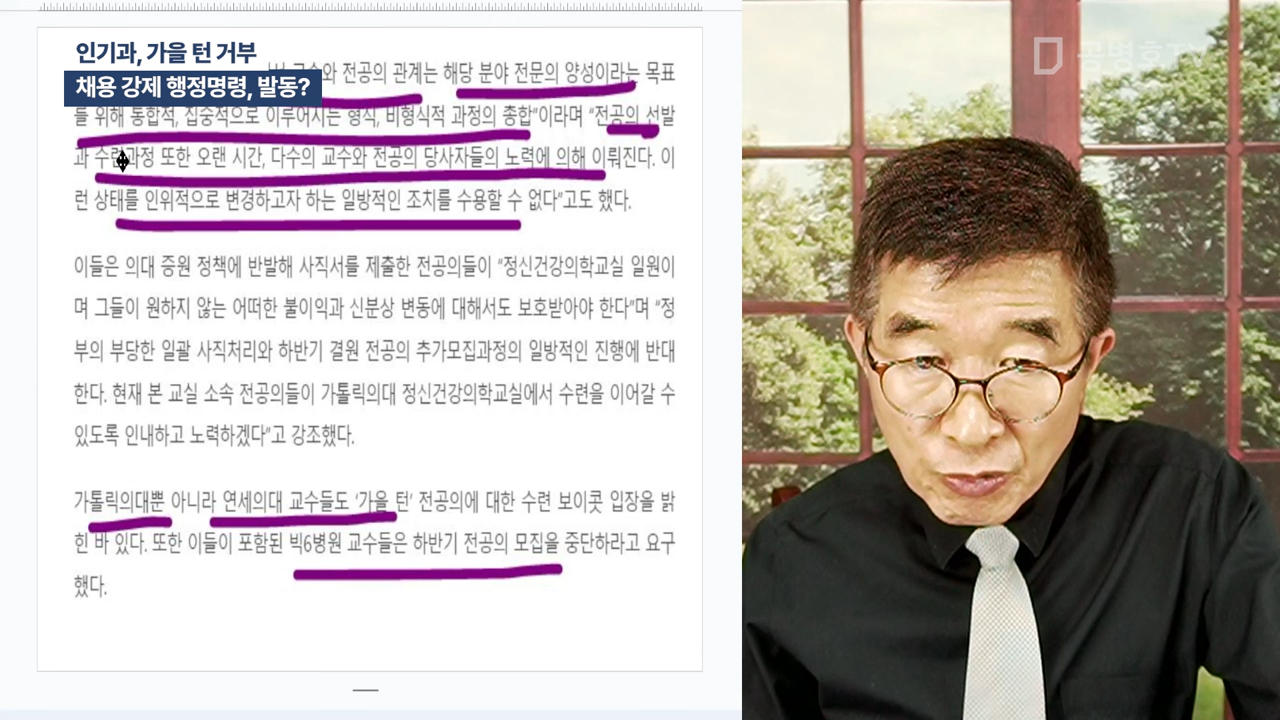 인기과, 가을 턴 거부
채용 강제 행정명령, 발동?
공병호TV
교수와 전공의 관계는 해당 분야 전문의 양성이라는 목표
를 위해 통합적, 집중적으로 이루어지는 형식, 비형식적 과정의 총합“이라며 “전공의 선발
과 수련과정 또한 오랜 시간, 다수의 교수와 전공의 당사자들의 노력에 의해 이뤄진다. 이
런 상태를 인위적으로 변경하고자 하는 일방적인 조치를 수용할 수 없다”고도 했다.
이들은 의대 증원 정책에 반발해 사직서를 제출한 전공의들이 “정신건강의학교실 일원이
며 그들이 원하지 않는 어떠한 불이익과 신분상 변동에 대해서도 보호받아야 한다”며 “정
부의 부당한 일괄 사직처리와 하반기 결원 전공의 추가모집과정의 일방적인 진행에 반대
한다. 현재 본 교실 소속 전공의들이 가톨릭의대 정신건강의학교실에서 수련을 이어갈 수
있도록 인내하고 노력하겠다”고 강조했다.
가톨릭의대뿐 아니라 연세의대 교수들도 ‘가을 턴’ 전공의에 대한 수련 보이콧 입장을 밝
힌 바 있다. 또한 이들이 포함된 빅6병원 교수들은 하반기 전공의 모집을 중단하라고 요구
했다.